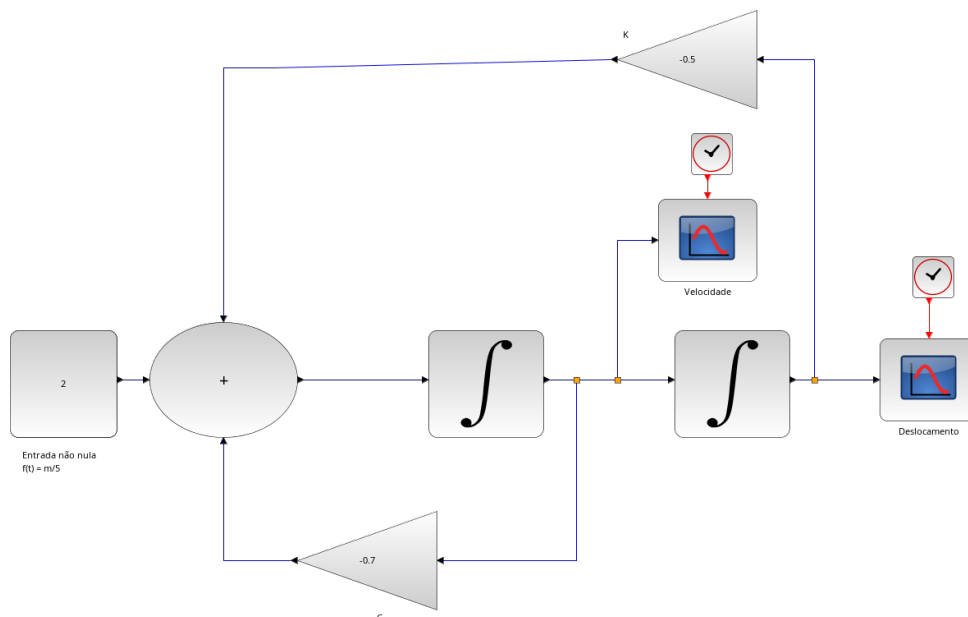 K
-0.5
Velocidade
2
+
Entrada não nula
f(t) = m/5
Deslocamento
-0.7